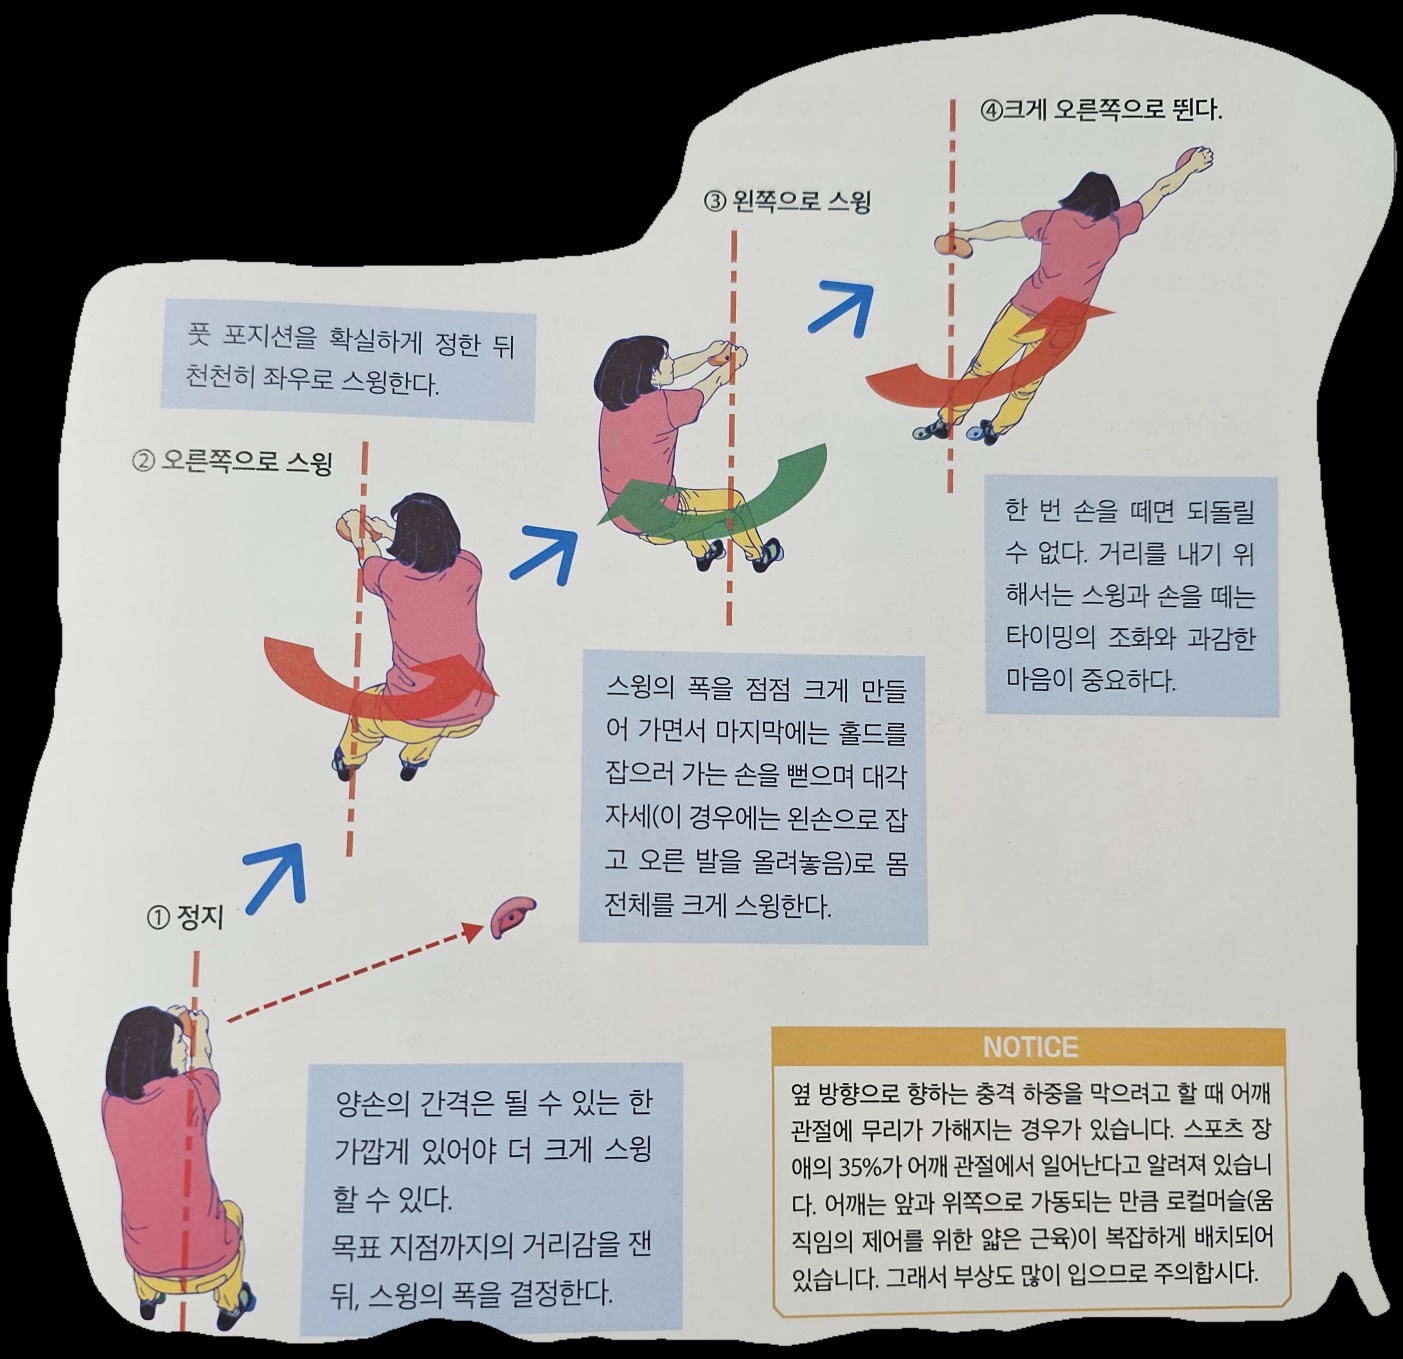 ④크게 오른쪽으로 뛴다.
③ 왼쪽으로 스윙
풋 포지션을 확실하게 정한 뒤
천천히 좌우로 스윙한다.
② 오른쪽으로 스윙
한 번 손을 떼면 되돌릴
수 없다. 거리를 내기 위
해서는 스윙과 손을 떼는
타이밍의 조화와 과감한
마음이 중요하다.
스윙의 폭을 점점 크게 만들
어 가면서 마지막에는 홀드를
잡으러 가는 손을 뻗으며 대각
자세(이 경우에는 왼손으로 잡
고 오른 발을 올려놓음)로 몸
전체를 크게 스윙한다.
① 정지
양손의 간격은 될 수 있는 한
가깝게 있어야 더 크게 스윙
할 수 있다.
목표 지점까지의 거리감을 잰
뒤, 스윙의 폭을 결정한다.
NOTICE
옆 방향으로 향하는 충격 하중을 막으려고 할 때 어깨
관절에 무리가 가해지는 경우가 있습니다. 스포츠 장
애의 35%가 어깨 관절에서 일어난다고 알려져 있습니
다. 어깨는 앞과 위쪽으로 가동되는 만큼 로컬머슬(움
직임의 제어를 위한 얇은 근육)이 복잡하게 배치되어
있습니다. 그래서 부상도 많이 입으므로 주의합시다.